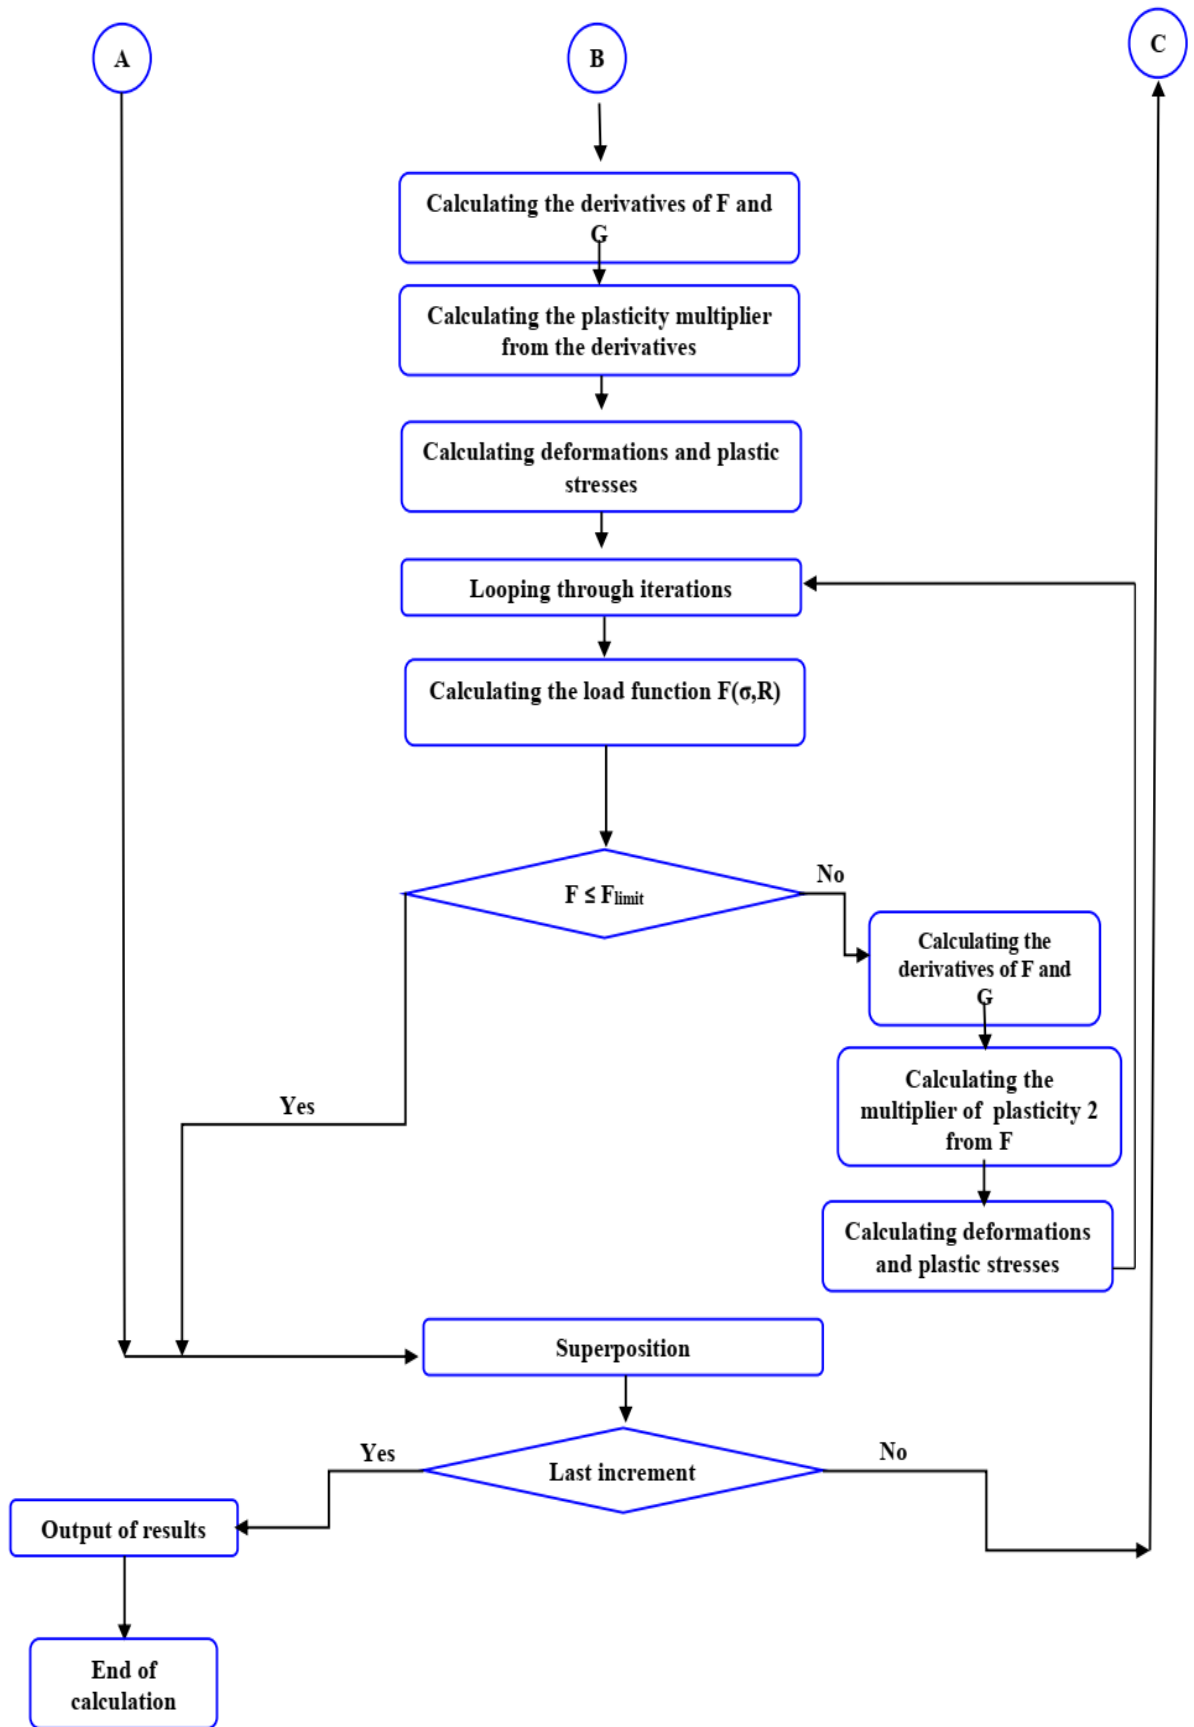 A
B
C
Calculating the derivatives of F and
G
Calculating the plasticity multiplier
from the derivatives
Calculating deformations and plastic
stresses
Looping through iterations
Calculating the load function F(σ,R)
F ≤ Flimit
No
Calculating the
derivatives of F and
G
Calculating the
multiplier of plasticity 2
from F
Yes
Calculating deformations
and plastic stresses
Superposition
Yes
Last increment
No
Output of results
End of
calculation